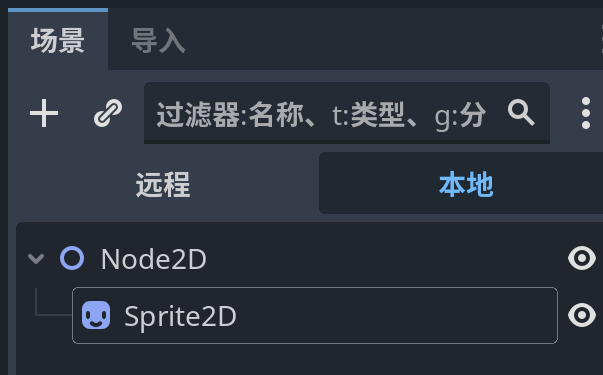 场景 导入
过滤器:名称、t:类型、g:分
远程 本地
Node2D
Sprite2D